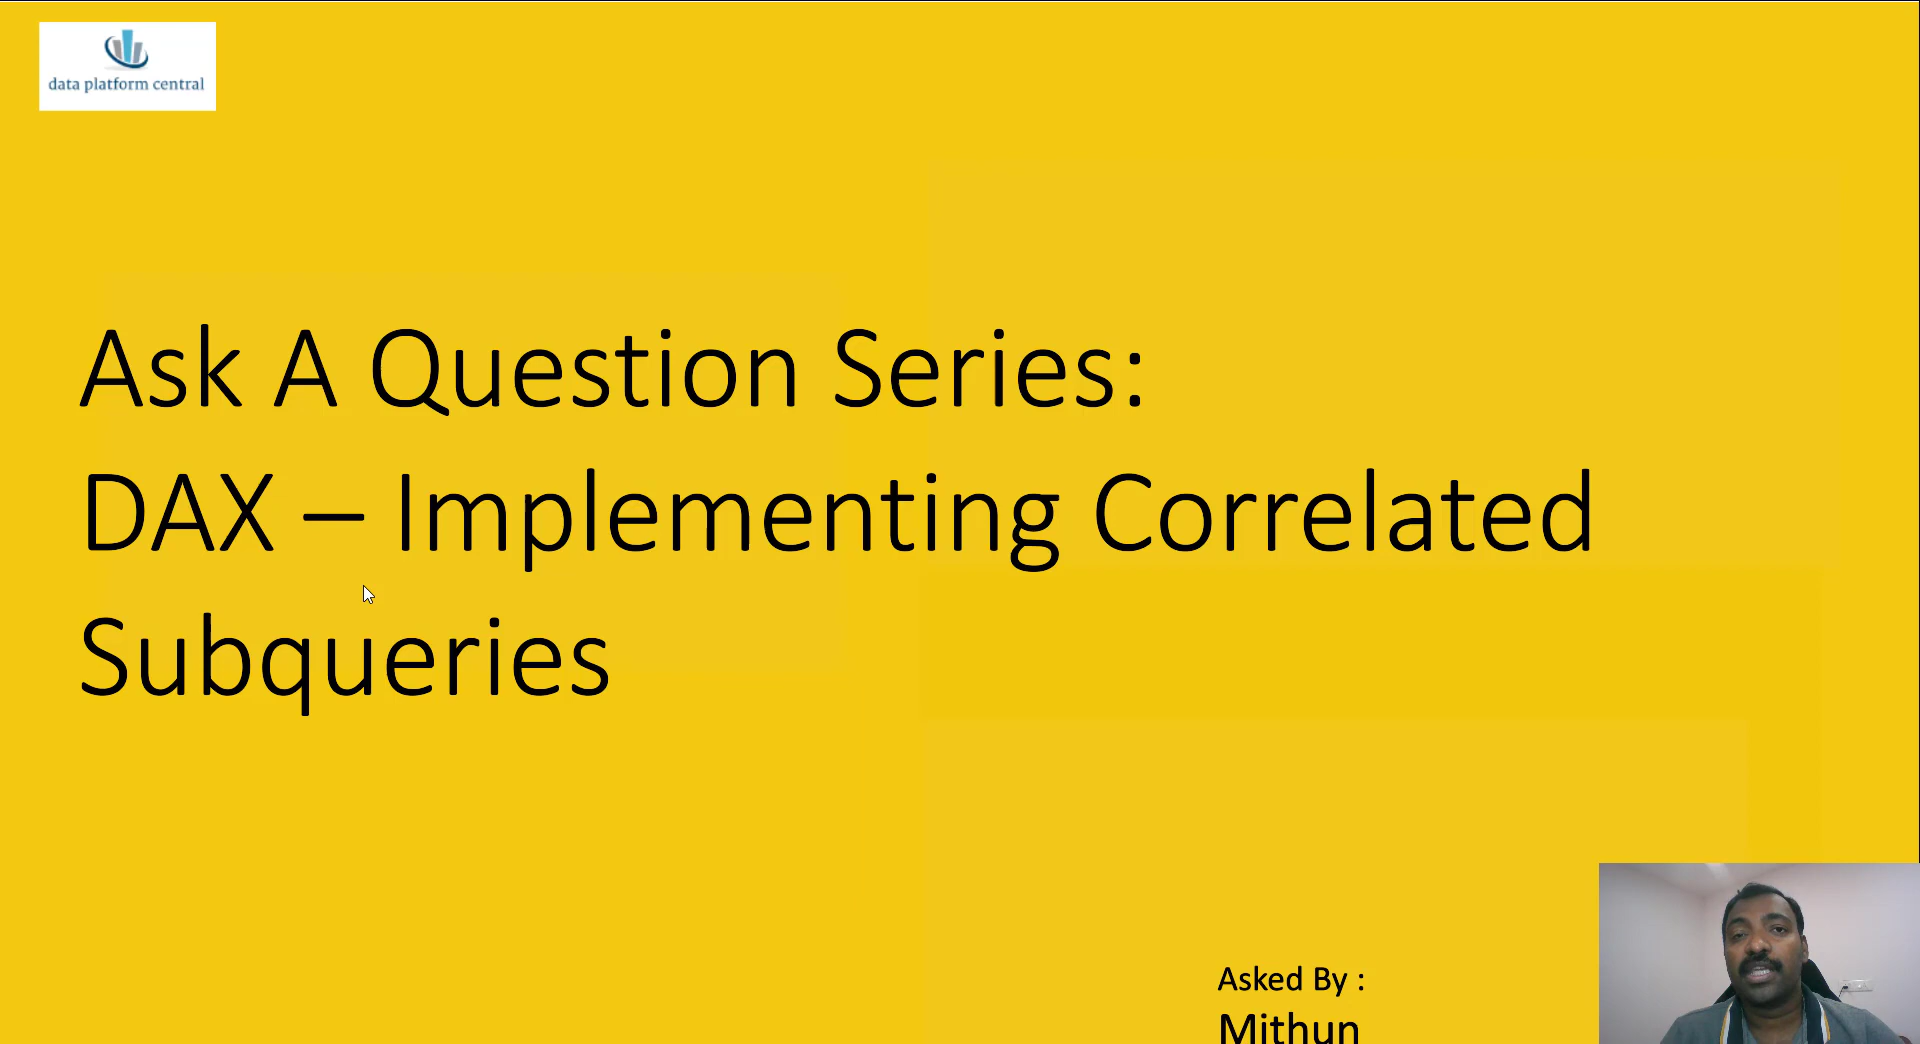 data platform central
Ask A Question Series:
DAX – Implementing Correlated
Subqueries
Asked By :
Mithun